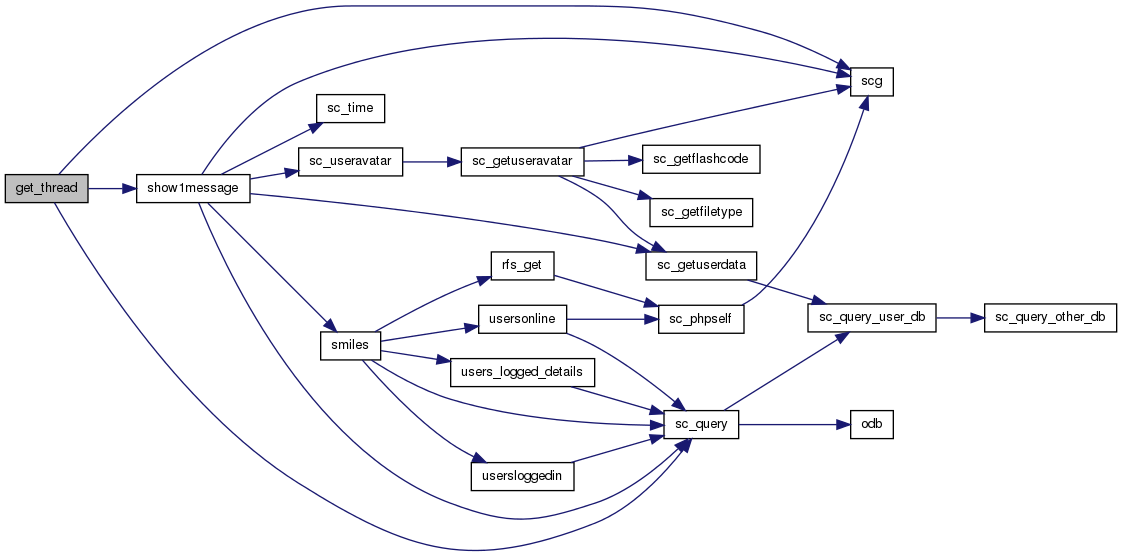 get_thread
show1message
sc_time
sc_useravatar
smiles
sc_getuseravatar
rfs_get
usersonline
users_logged_details
usersloggedin
sc_getflashcode
sc_getfiletype
sc_getuserdata
sc_phpself
sc_query
scg
sc_query_user_db
odb
sc_query_other_db